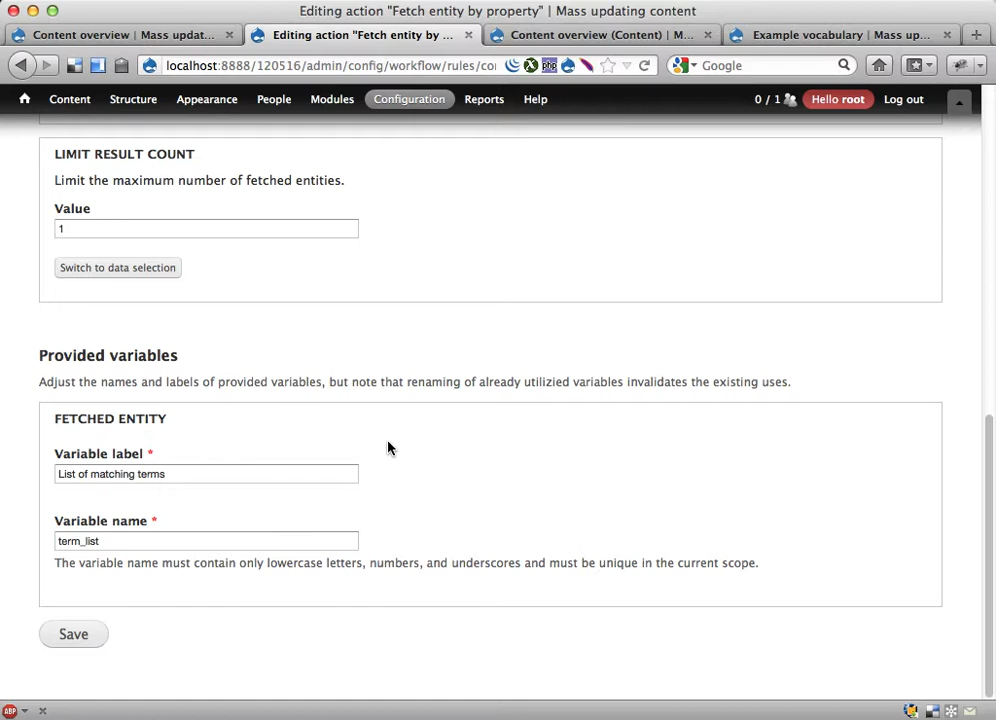 Editing action "Fetch entity by property" | Mass updating content
Content overview | Mass updat...
Editing action "Fetch entity by ...
Content overview (Content) | M...
Example vocabulary | Mass up...
localhost:8888/120516/admin/config/workflow/rules/co
Google
Content Structure Appearance People Modules Configuration Reports Help 0 / 1 Hello root Log out
LIMIT RESULT COUNT
Limit the maximum number of fetched entities.
Value
1
Switch to data selection
Provided variables
Adjust the names and labels of provided variables, but note that renaming of already utilizied variables invalidates the existing uses.
FETCHED ENTITY
Variable label *
List of matching terms
Variable name *
term_list
The variable name must contain only lowercase letters, numbers, and underscores and must be unique in the current scope.
Save
ABP